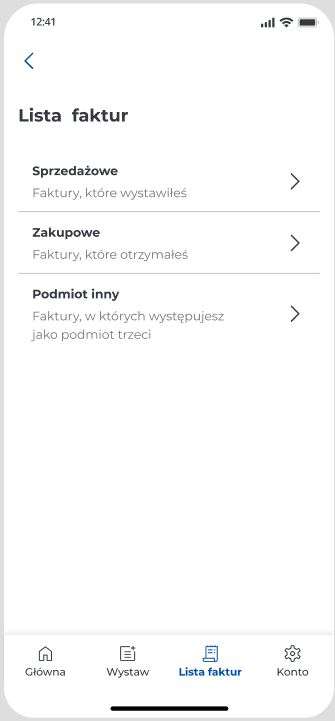 12:41
Lista faktur
Sprzedażowe
Faktury, które wystawiłeś
Zakupowe
Faktury, które otrzymałeś
Podmiot inny
Faktury, w których występujesz
jako podmiot trzeci
Główna
Wystaw
Lista faktur
Konto